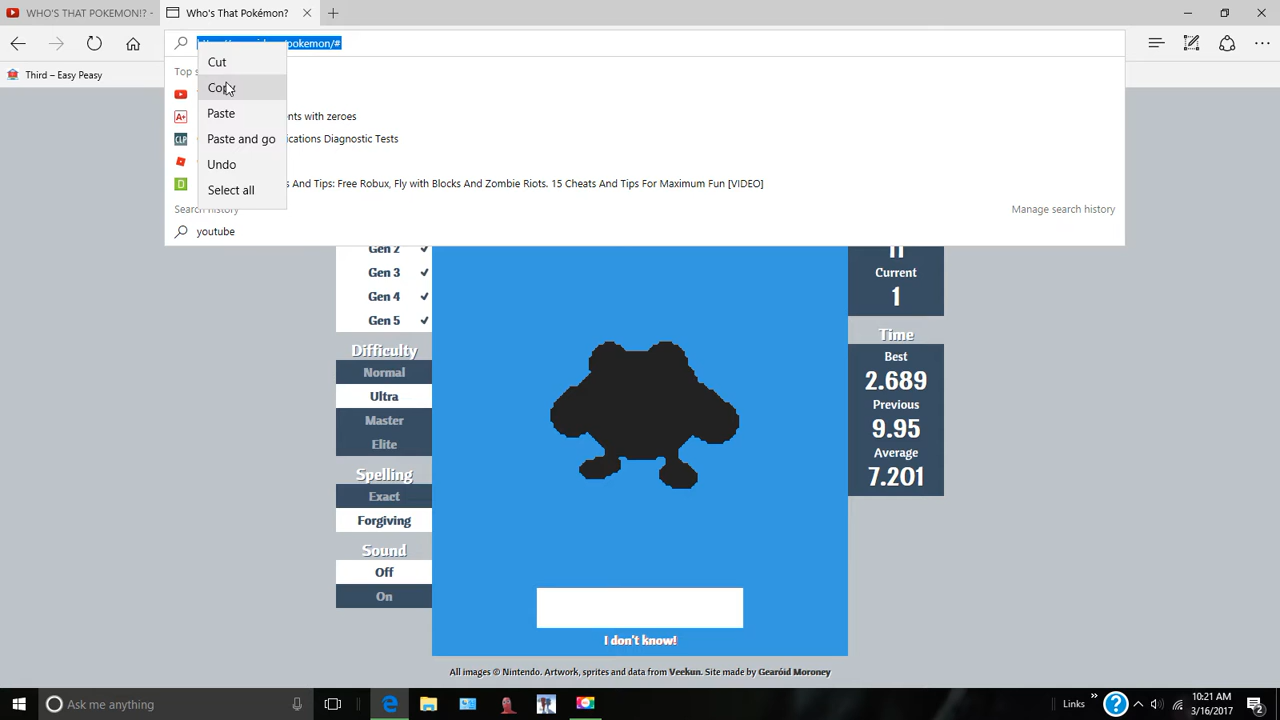 WHO'S THAT POKEMON!? -
Who's That Pokémon?
pokemon/#
Third – Easy Peasy
Top s
Cut
Copy
Paste
nts with zeroes
Paste and go
ications Diagnostic Tests
Undo
s And Tips: Free Robux, Fly with Blocks And Zombie Riots. 15 Cheats And Tips For Maximum Fun [VIDEO]
Select all
Search history
Manage search history
youtube
Gen 2
Gen 3
Gen 4
Gen 5
Difficulty
Normal
Ultra
Master
Elite
Spelling
Exact
Forgiving
Sound
Off
On
Current
1
Time
Best
2.689
Previous
9.95
Average
7.201
I don't know!
All images © Nintendo. Artwork, sprites and data from Veekun. Site made by Gearóid Moroney
Ask me anything
Links
10:21 AM
3/16/2017
2